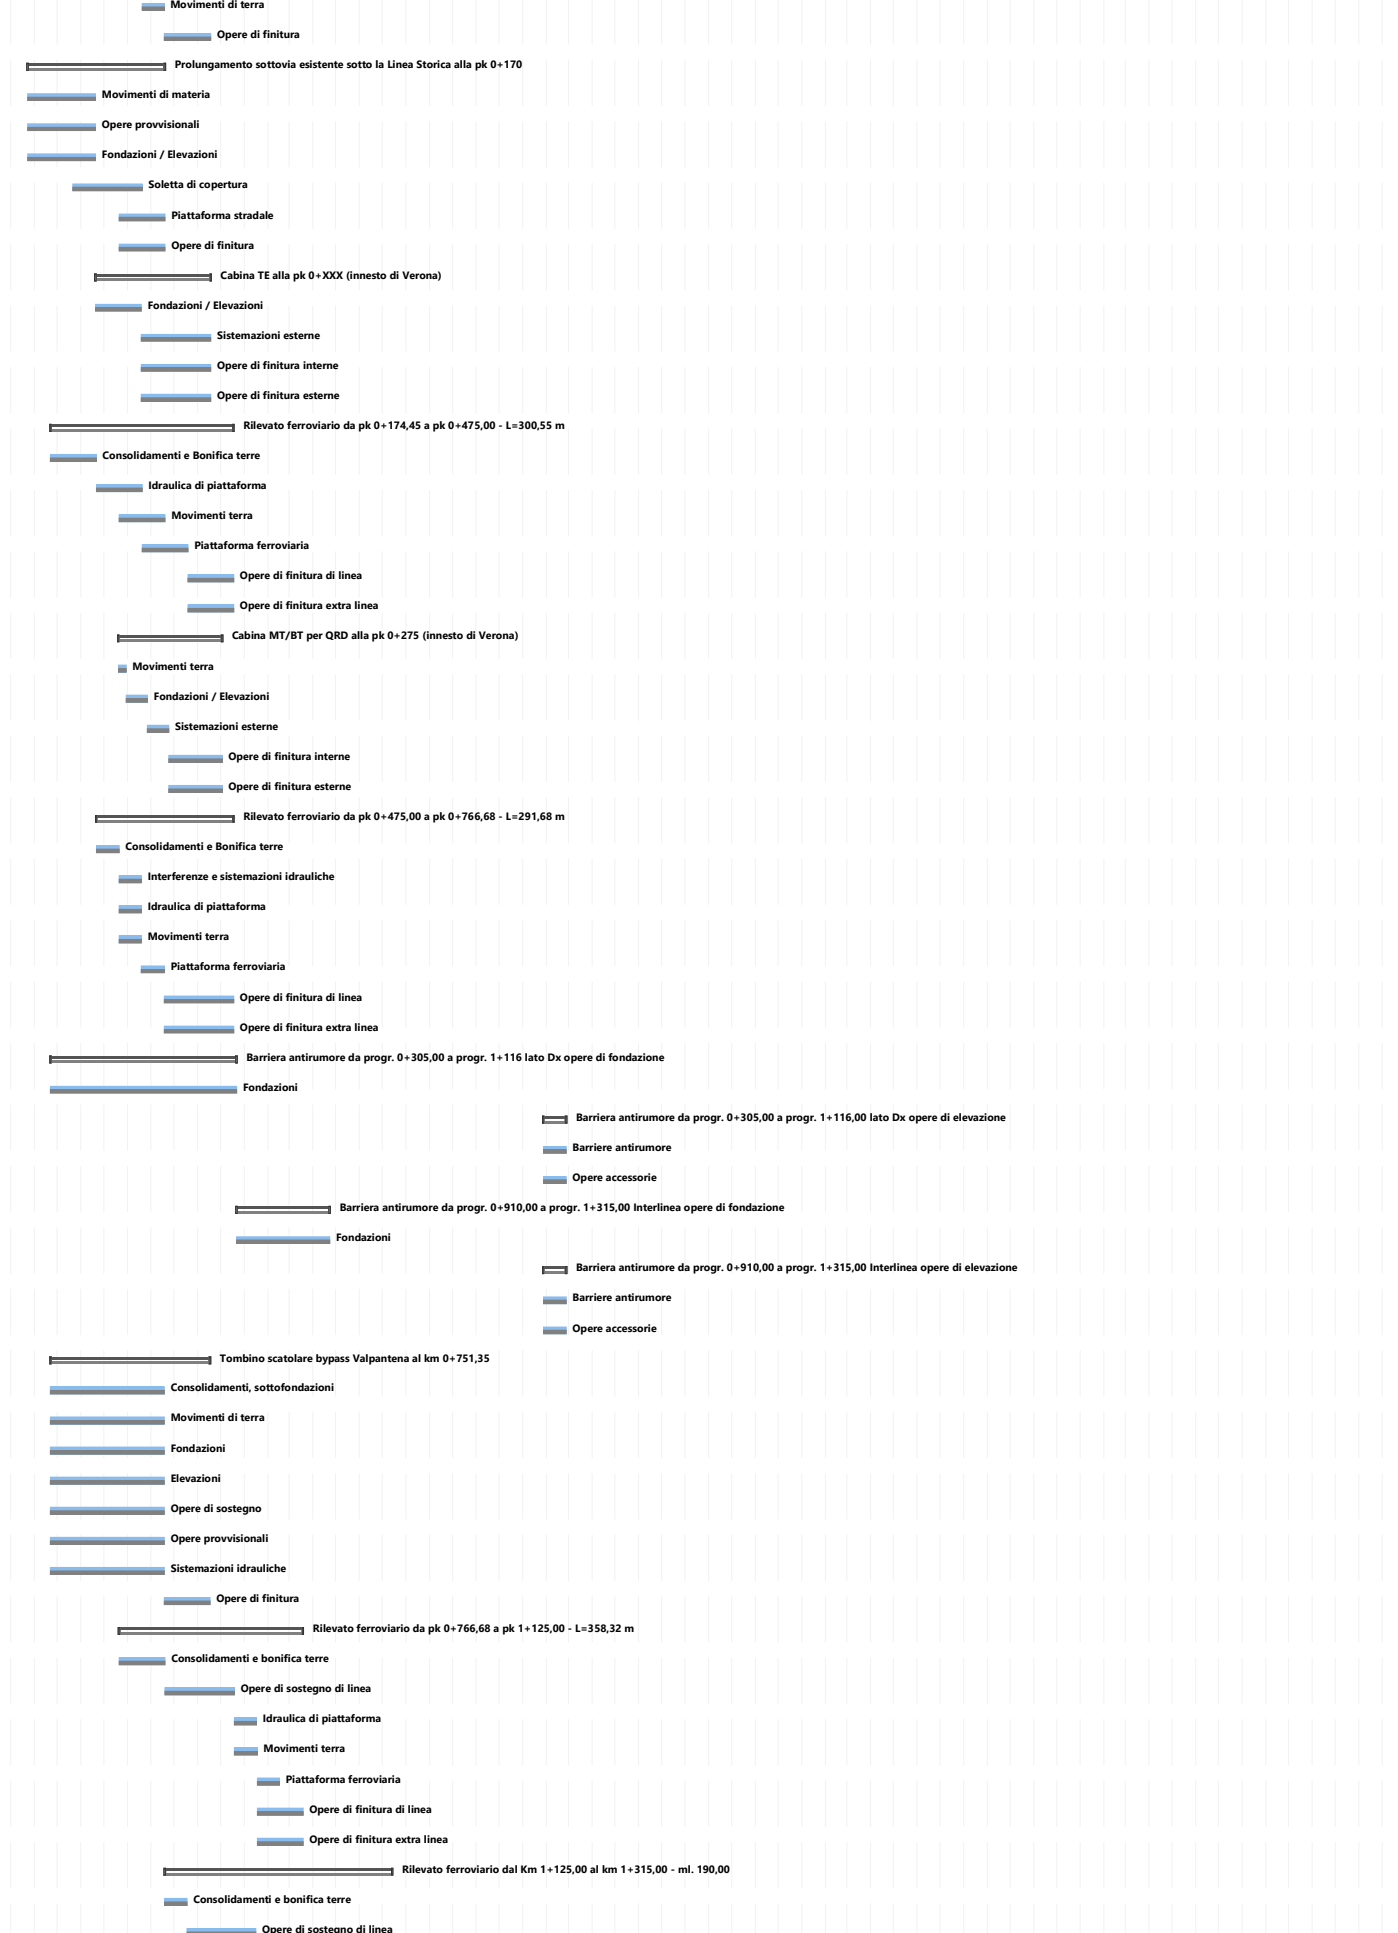 Movimenti di terra
Opere di finitura
Prolungamento sottovia esistente sotto la Linea Storica alla pk 0+170
Movimenti di materia
Opere provvisionali
Fondazioni / Elevazioni
Soletta di copertura
Piattaforma stradale
Opere di finitura
Cabina TE alla pk 0+XXX (innesto di Verona)
Fondazioni / Elevazioni
Sistemazioni esterne
Opere di finitura interne
Opere di finitura esterne
Rilevato ferroviario da pk 0+174,45 a pk 0+475,00 - L=300,55 m
Consolidamenti e Bonifica terre
Idraulica di piattaforma
Movimenti terra
Piattaforma ferroviaria
Opere di finitura di linea
Opere di finitura extra linea
Cabina MT/BT per QRD alla pk 0+275 (innesto di Verona)
Movimenti terra
Fondazioni / Elevazioni
Sistemazioni esterne
Opere di finitura interne
Opere di finitura esterne
Rilevato ferroviario da pk 0+475,00 a pk 0+766,68 - L=291,68 m
Consolidamenti e Bonifica terre
Interferenze e sistemazioni idrauliche
Idraulica di piattaforma
Movimenti terra
Piattaforma ferroviaria
Opere di finitura di linea
Opere di finitura extra linea
Barriera antirumore da progr. 0+305,00 a progr. 1+116 lato Dx opere di fondazione
Fondazioni
Barriera antirumore da progr. 0+305,00 a progr. 1+116,00 lato Dx opere di elevazione
Barriere antirumore
Opere accessorie
Barriera antirumore da progr. 0+910,00 a progr. 1+315,00 Interlinea opere di fondazione
Fondazioni
Barriera antirumore da progr. 0+910,00 a progr. 1+315,00 Interlinea opere di elevazione
Barriere antirumore
Opere accessorie
Tombino scatolare bypass Valpantena al km 0+751,35
Consolidamenti, sottofondazioni
Movimenti di terra
Fondazioni
Elevazioni
Opere di sostegno
Opere provvisionali
Sistemazioni idrauliche
Opere di finitura
Rilevato ferroviario da pk 0+766,68 a pk 1+125,00 - L=358,32 m
Consolidamenti e bonifica terre
Opere di sostegno di linea
Idraulica di piattaforma
Movimenti terra
Piattaforma ferroviaria
Opere di finitura di linea
Opere di finitura extra linea
Rilevato ferroviario dal Km 1+125,00 al km 1+315,00 - ml. 190,00
Consolidamenti e bonifica terre
Opere di sostegno di linea